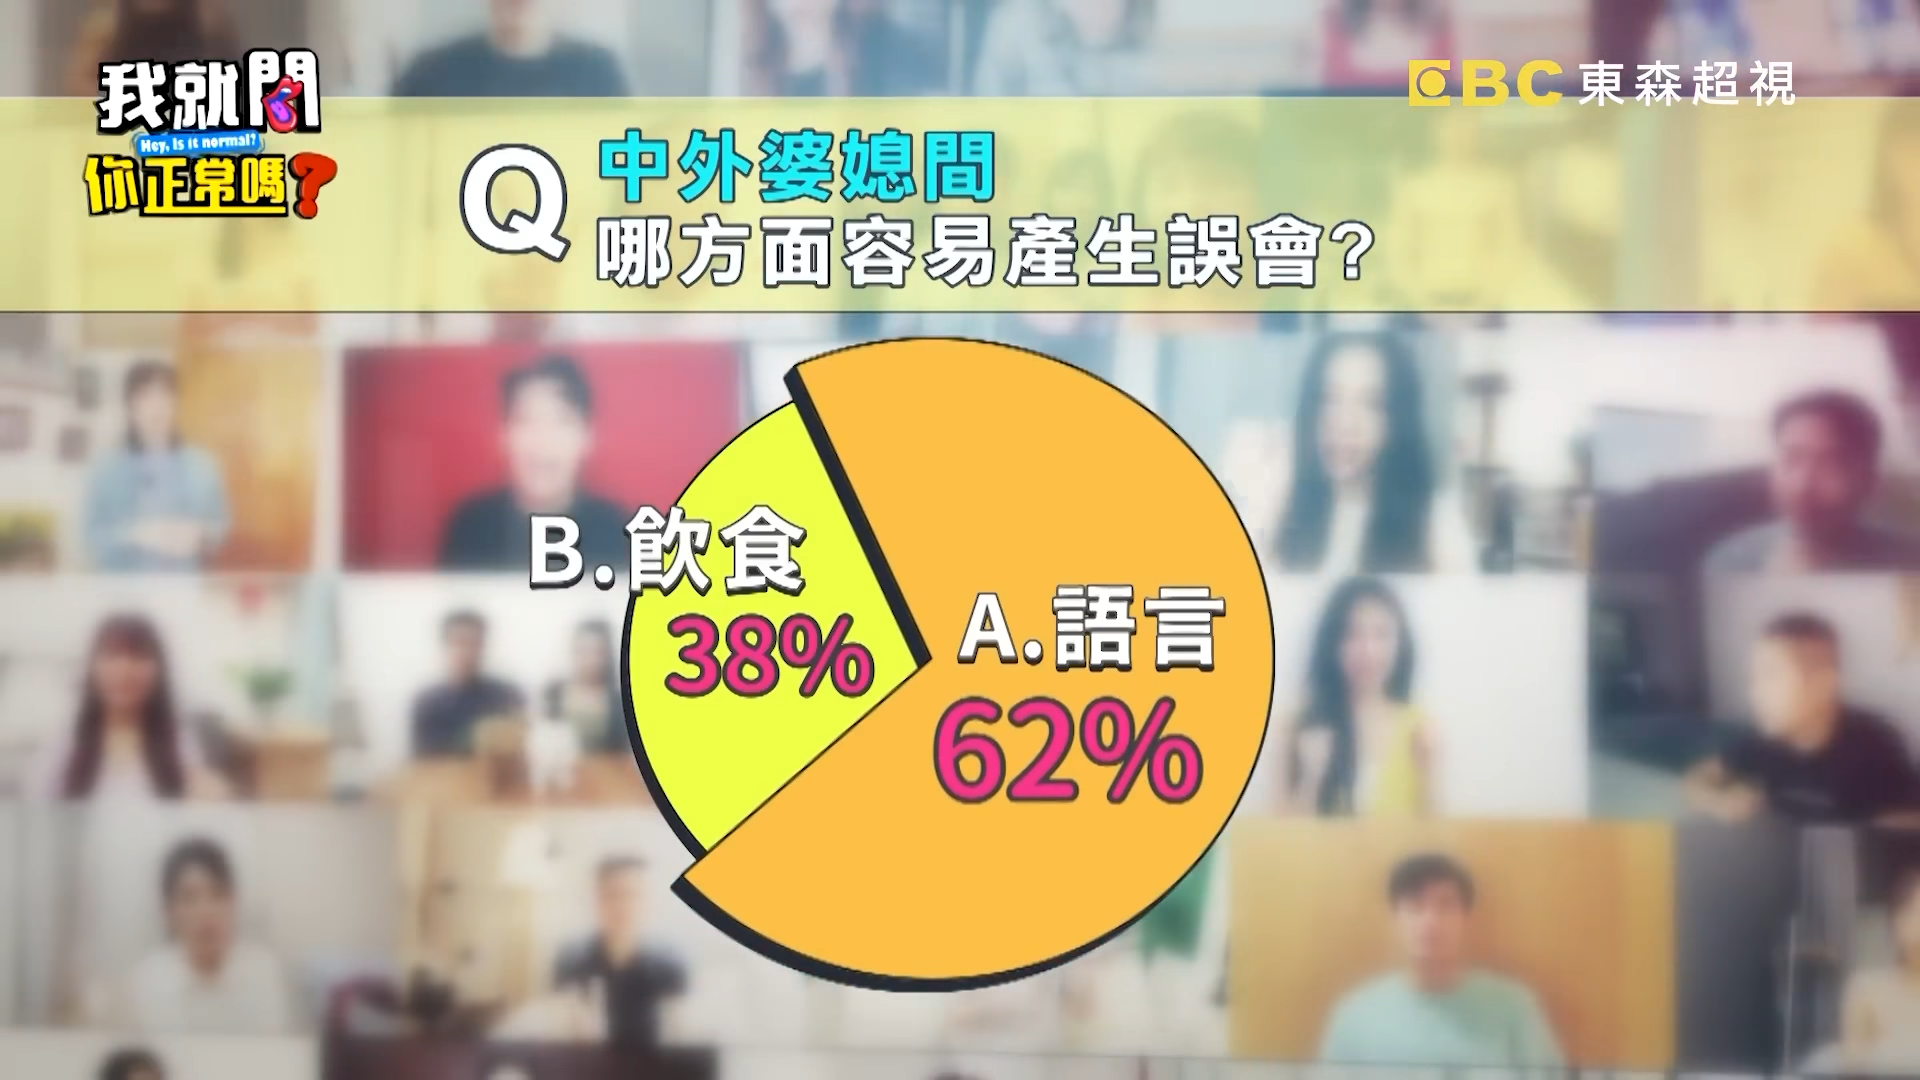 我就問
Hey, is it normal?
你正常嗎?
EBC 東森超視
Q 中外婆媳間
哪方面容易產生誤會?
B.飲食
38%
A.語言
62%